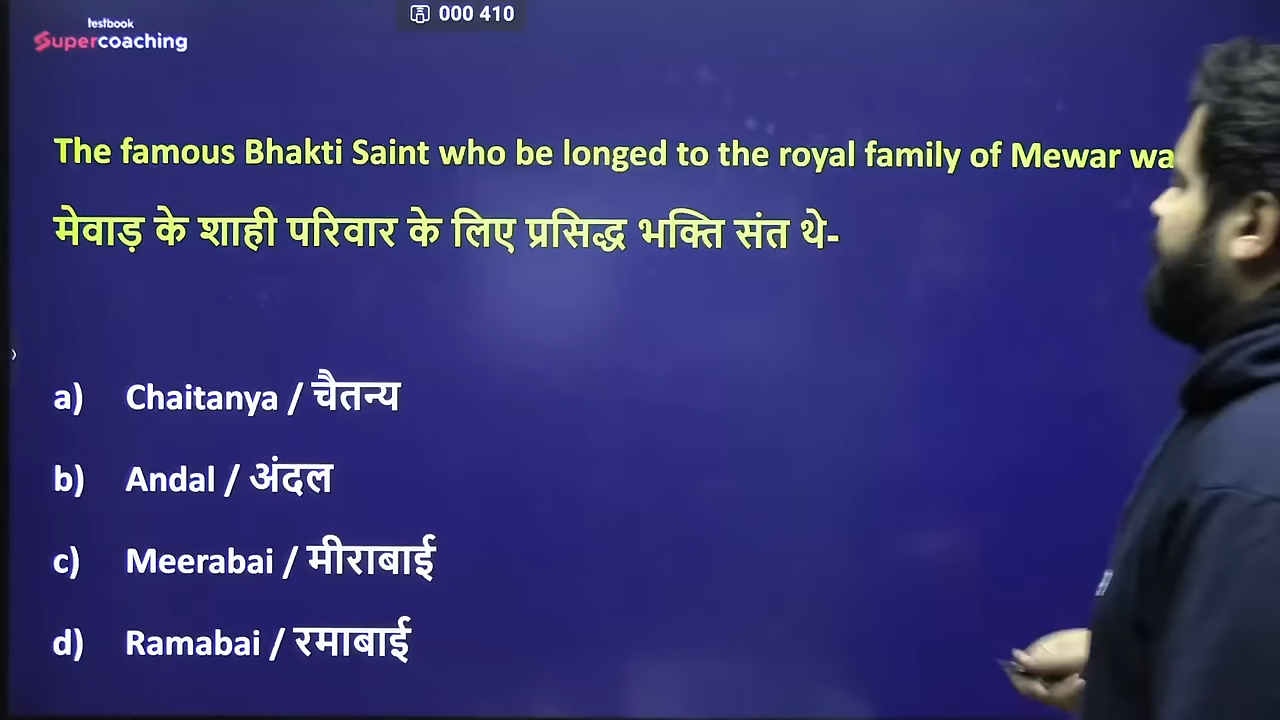 testbook
Supercoaching
000 410
The famous Bhakti Saint who be longed to the royal family of Mewar
मेवाड़ के शाही परिवार के लिए प्रसिद्ध भक्ति संत थे-
a) Chaitanya / चैतन्य
b) Andal / अंदल
c) Meerabai / मीराबाई
d) Ramabai / रमाबाई